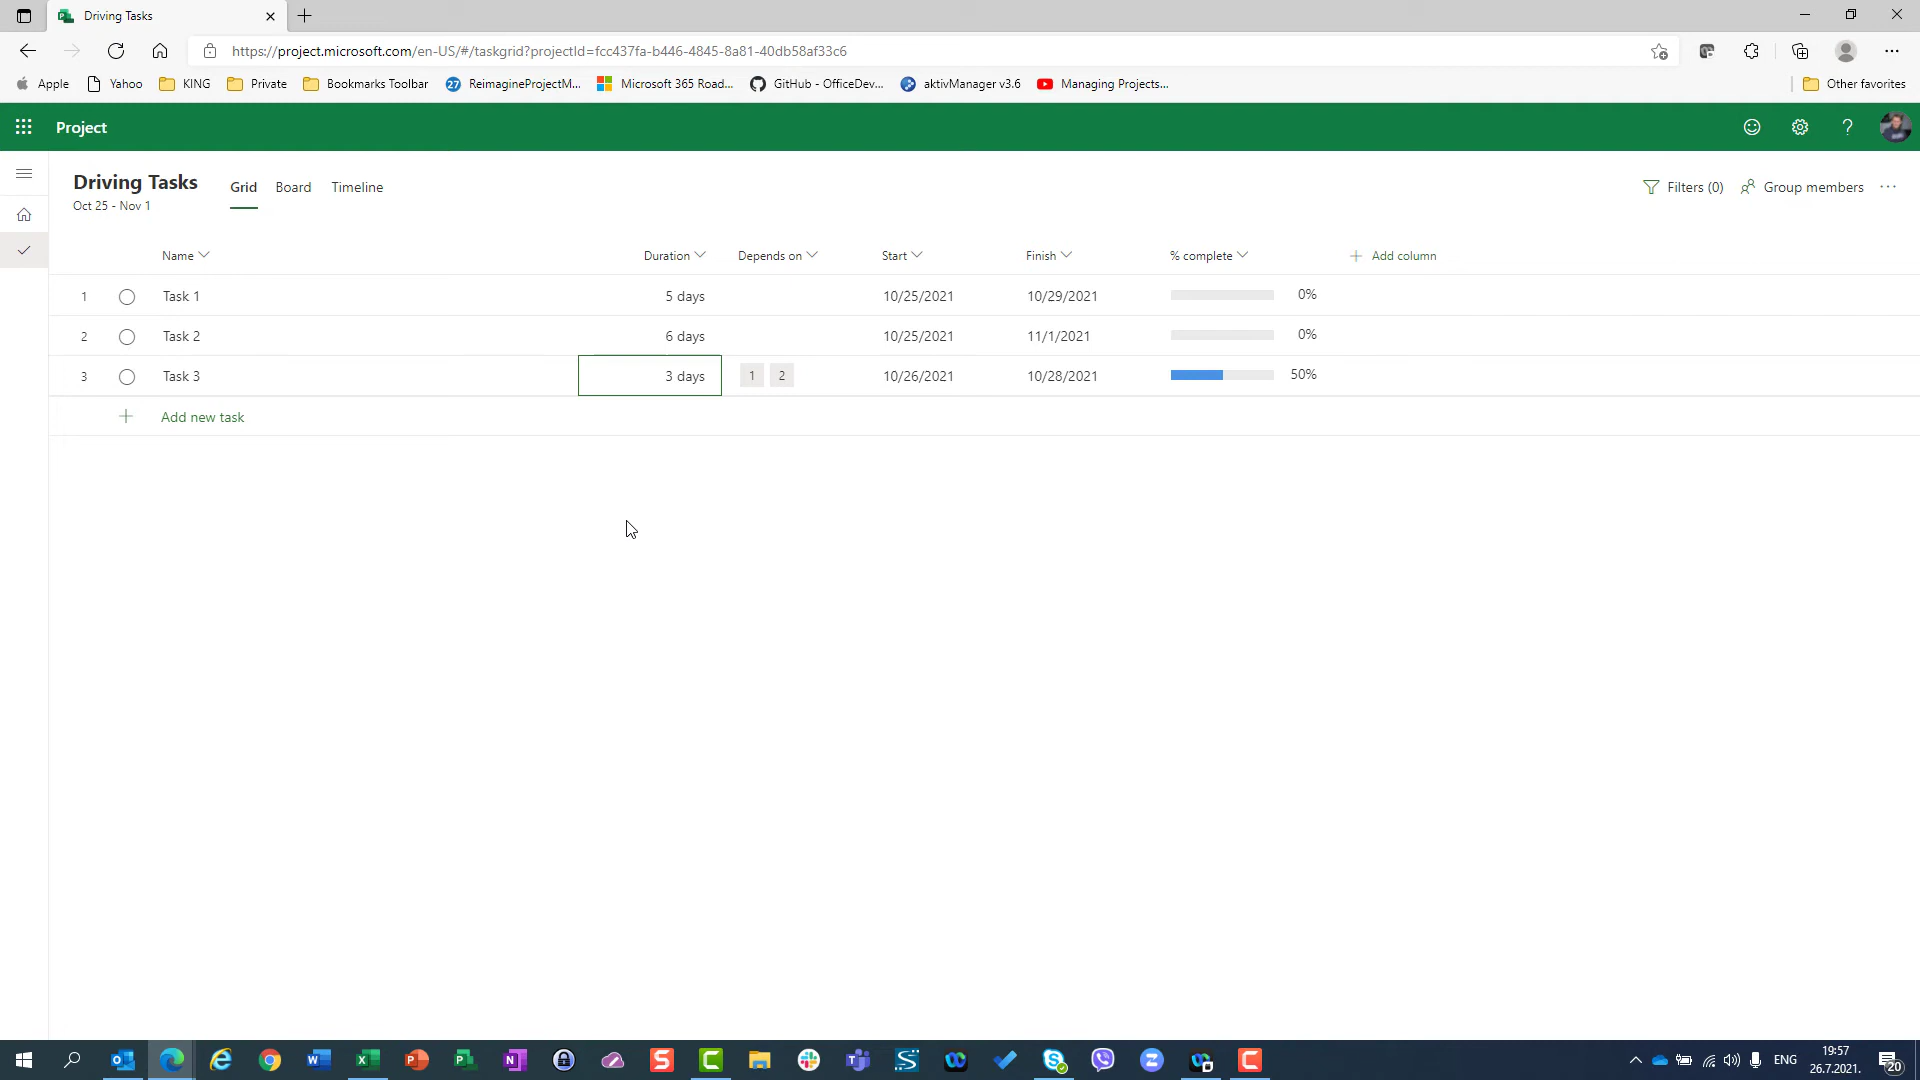 Driving Tasks
https://project.microsoft.com/en-US/#/taskgrid?projectId=fcc437fa-b446-4845-8a81-40db58af33c6
Apple Yahoo KING Private Bookmarks Toolbar 27 ReimagineProjectM... Microsoft 365 Road... GitHub - OfficeDev... aktivManager v3.6 Managing Projects... Other favorites
Project ?
Driving Tasks Grid Board Timeline Filters (0) Group members
Oct 25 - Nov 1
Name Duration Depends on Start Finish % complete Add column
1 Task 1 5 days 10/25/2021 10/29/2021 0%
2 Task 2 6 days 10/25/2021 11/1/2021 0%
3 Task 3 3 days 1 2 10/26/2021 10/28/2021 50%
Add new task
ENG 19:57
26.7.2021. 20